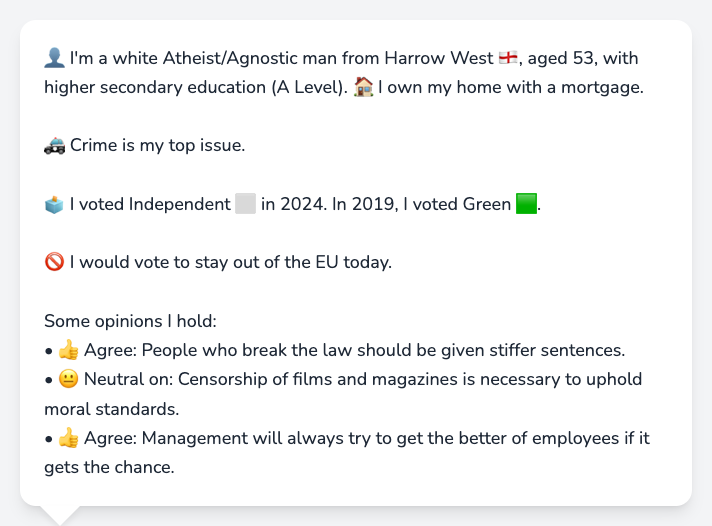 👤 I'm a white Atheist/Agnostic man from Harrow West 🏴󠁧󠁢󠁥󠁮󠁧󠁿, aged 53, with
higher secondary education (A Level). 🏠 I own my home with a mortgage.
🚓 Crime is my top issue.
🗳️ I voted Independent ⬜ in 2024. In 2019, I voted Green 🟩.
🚫 I would vote to stay out of the EU today.
Some opinions I hold:
• 👍 Agree: People who break the law should be given stiffer sentences.
• 😐 Neutral on: Censorship of films and magazines is necessary to uphold
moral standards.
• 👍 Agree: Management will always try to get the better of employees if it
gets the chance.